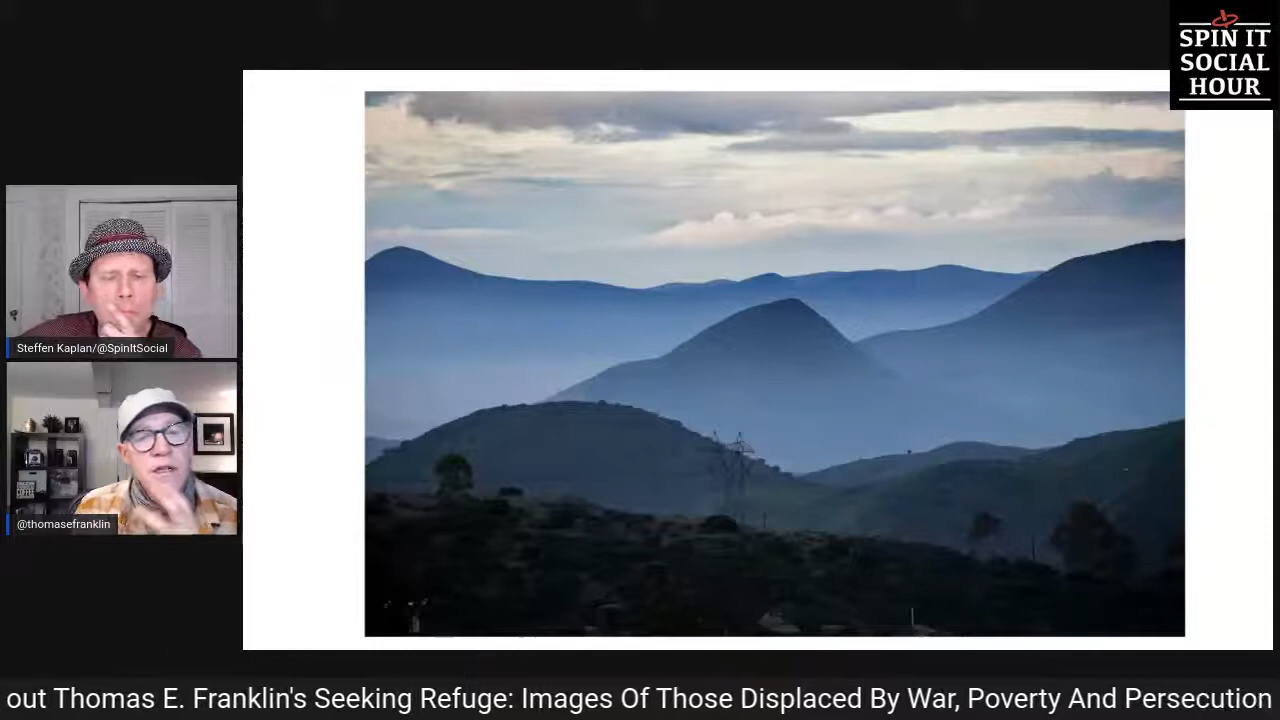 SPIN IT
SOCIAL
HOUR
Steffen Kaplan/@SpinItSocial
@thomasefranklin
out Thomas E. Franklin's Seeking Refuge: Images Of Those Displaced By War, Poverty And Persecution